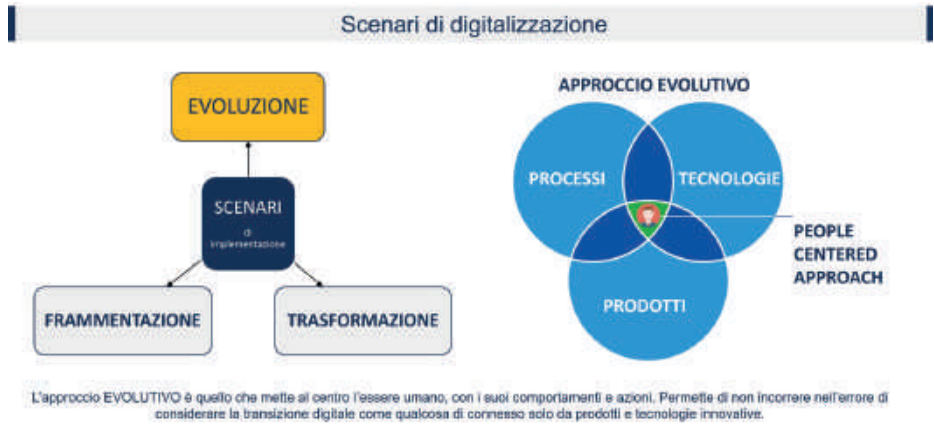 Scenari di digitalizzazione
EVOLUZIONE
SCENARI
di
implementazione
FRAMMENTAZIONE
TRASFORMAZIONE
APPROCCIO EVOLUTIVO
PROCESSI
TECNOLOGIE
PEOPLE
CENTERED
APPROACH
PRODOTTI
L'approccio EVOLUTIVO è quello che mette al centro l'essere umano, con i suoi comportamenti e azioni. Permette di non incorrere nell'errore di
considerare la transizione digitale come qualcosa di connesso solo da prodotti e tecnologie innovative.